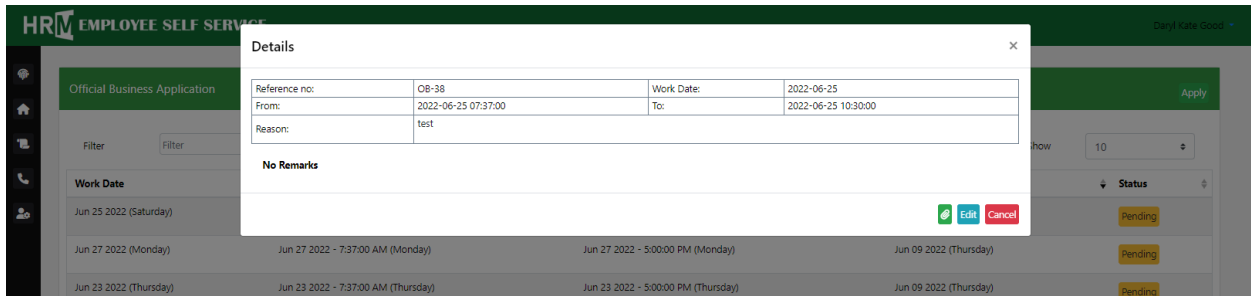 HRM EMPLOYEE SELF SERVICE
Daryl Kate Good
Details
×
Official Business Application
Apply
Reference no: OB-38 Work Date: 2022-06-25
From: 2022-06-25 07:37:00 To: 2022-06-25 10:30:00
Reason: test
No Remarks
Filter Filter
how 10
Work Date Status
Edit Cancel
Jun 25 2022 (Saturday) Pending
Jun 27 2022 (Monday) Jun 27 2022 - 7:37:00 AM (Monday) Jun 27 2022 - 5:00:00 PM (Monday) Jun 09 2022 (Thursday) Pending
Jun 23 2022 (Thursday) Jun 23 2022 - 7:37:00 AM (Thursday) Jun 23 2022 - 5:00:00 PM (Thursday) Jun 09 2022 (Thursday) Pending